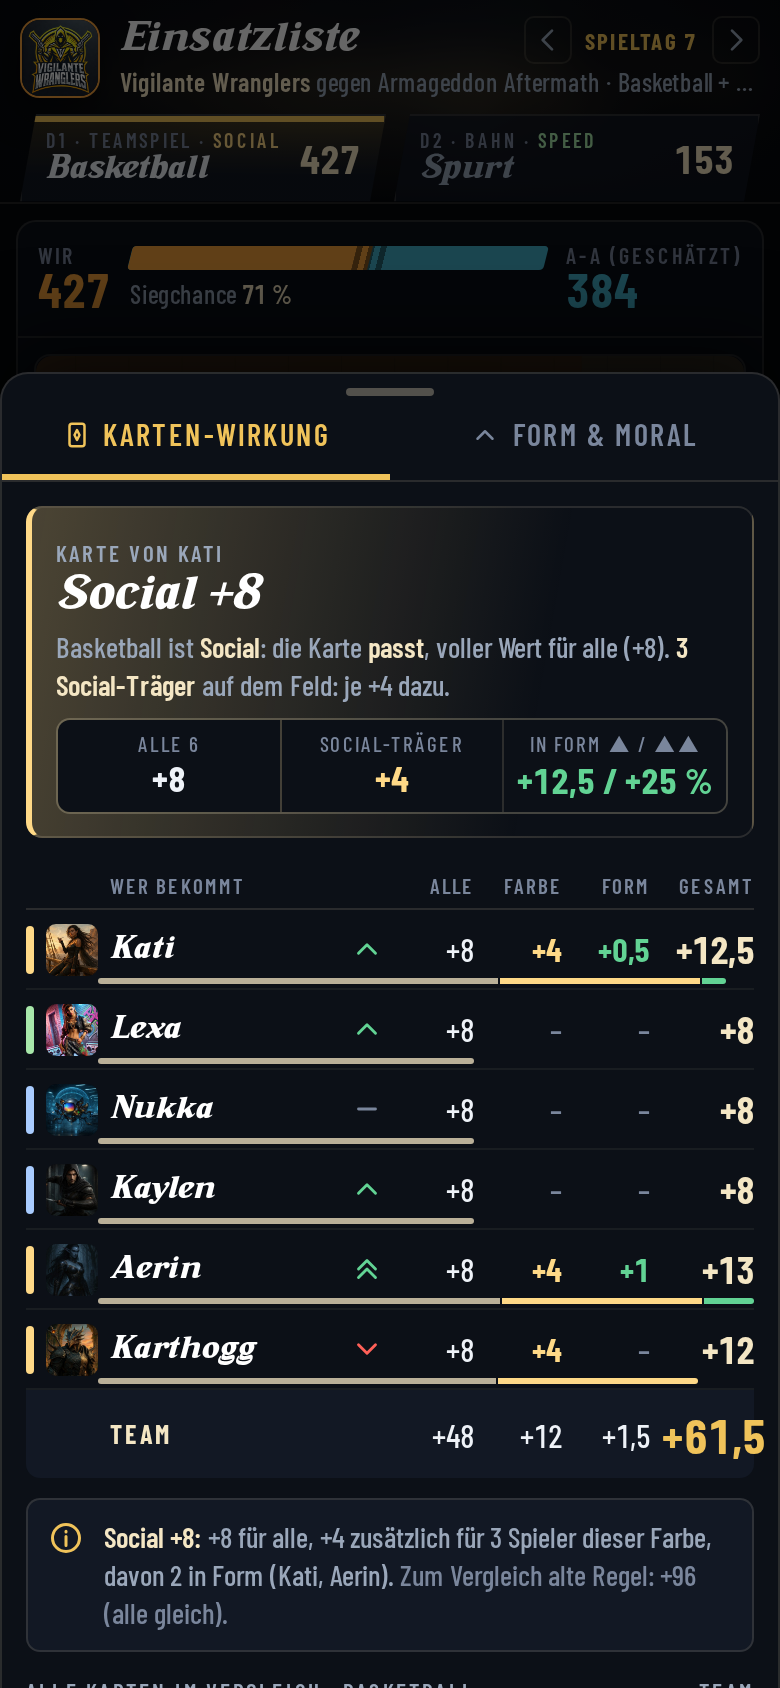 VIGILANTE
WRANGLERS
Einsatzliste
SPIELTAG 7
Vigilante Wranglers gegen Armageddon Aftermath · Basketball + ...
D1 · TEAMSPIEL · SOCIAL
Basketball 427
D2 · BAHN · SPEED
Spurt 153
WIR
427
Siegchance 71 %
A-A (GESCHÄTZT)
384
KARTEN-WIRKUNG
FORM & MORAL
KARTE VON KATI
Social +8
Basketball ist Social: die Karte passt, voller Wert für alle (+8). 3
Social-Träger auf dem Feld: je +4 dazu.
ALLE 6
+8
SOCIAL-TRÄGER
+4
IN FORM ▲ / ▲▲
+12,5 / +25 %
WER BEKOMMT ALLE FARBE FORM GESAMT
Kati +8 +4 +0,5 +12,5
Lexa +8 – – +8
Nukka +8 – – +8
Kaylen +8 – – +8
Aerin +8 +4 +1 +13
Karthogg +8 +4 – +12
TEAM +48 +12 +1,5 +61,5
Social +8: +8 für alle, +4 zusätzlich für 3 Spieler dieser Farbe,
davon 2 in Form (Kati, Aerin). Zum Vergleich alte Regel: +96
(alle gleich).
ALLE KARTEN IM VERGLEICH · BASKETBALL TEAM